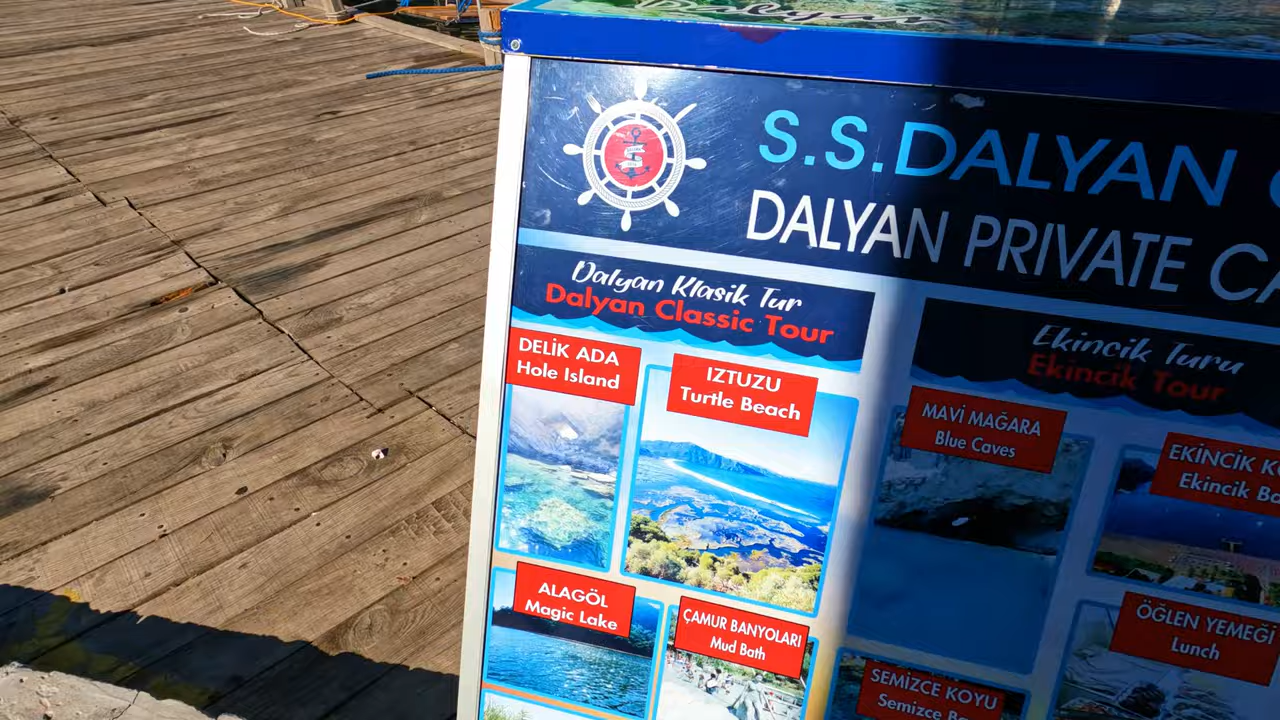 Dalyan
S.S.DALYAN
DALYAN PRIVATE
Dalyan Klasik Tur
Dalyan Classic Tour
DELİK ADA
Hole Island
IZTUZU
Turtle Beach
ALAGÖL
Magic Lake
ÇAMUR BANYOLARI
Mud Bath
Ekincik Turu
Ekincik Tour
MAVİ MAĞARA
Blue Caves
EKİNCİK
Ekincik
ÖĞLEN YEMEĞİ
Lunch
SEMİZCE KOYU
Semizce